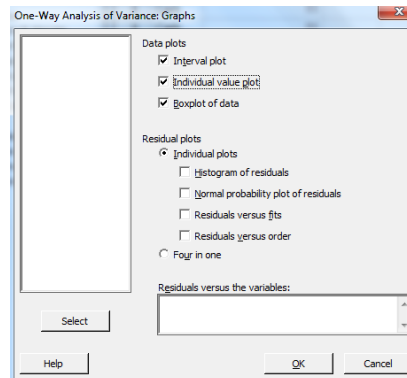 One-Way Analysis of Variance: Graphs
Data plots
Interval plot
Individual value plot
Boxplot of data
Residual plots
Individual plots
Histogram of residuals
Normal probability plot of residuals
Residuals versus fits
Residuals versus order
Four in one
Residuals versus the variables:
Select
Help
OK
Cancel